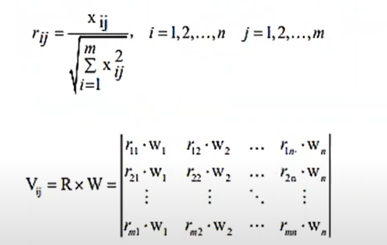 r_ij = x_ij / √(∑_{i=1}^{m} x_ij^2), i = 1,2,...,n j = 1,2,...,m
V_ij = R × W = | r_11 · w_1 r_12 · w_2 ⋯ r_1n · w_n |
| r_21 · w_1 r_22 · w_2 ⋯ r_2n · w_n |
| ⋮ ⋮ ⋱ ⋮ |
| r_m1 · w_1 r_m2 · w_2 ⋯ r_mn · w_n |